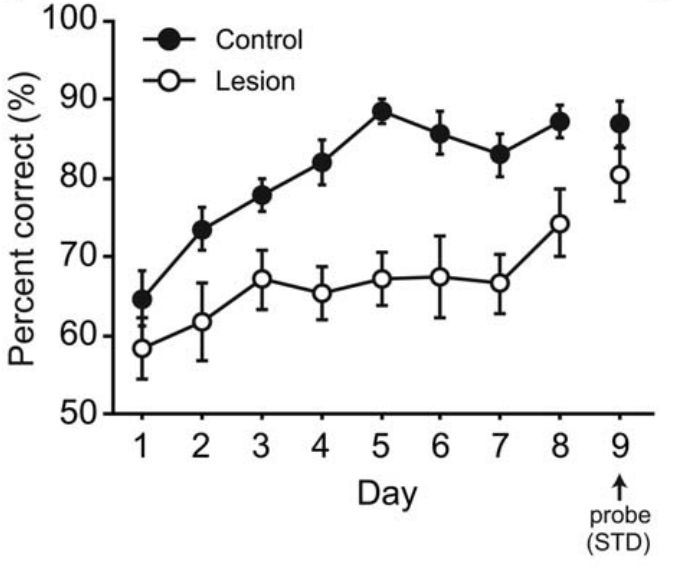 100
90
80
70
60
50
Percent correct (%)
Control
Lesion
1 2 3 4 5 6 7 8 9
Day
probe
(STD)